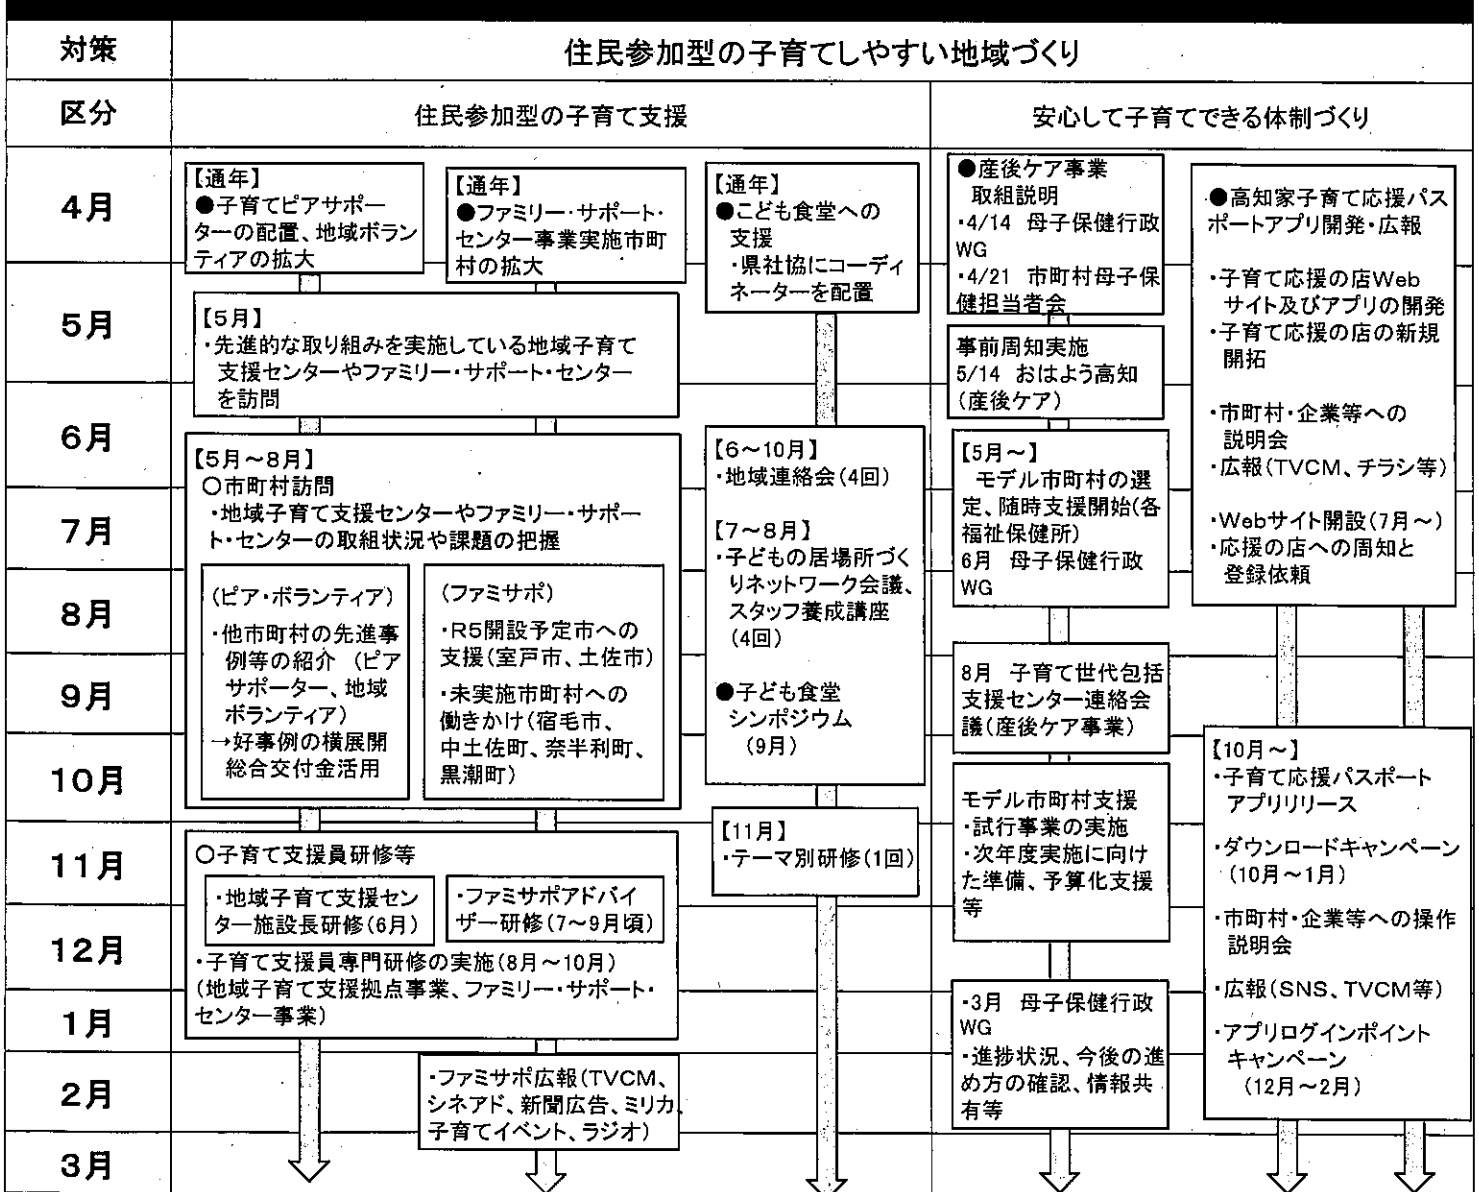 対策
住民参加型の子育てしやすい地域づくり
区分
住民参加型の子育て支援
安心して子育てできる体制づくり
4月
5月
6月
7月
8月
9月
10月
11月
12月
1月
2月
3月
【通年】
●子育てピアサポー
ターの配置、地域ボラン
ティアの拡大
【通年】
●ファミリー・サポート・
センター事業実施市町
村の拡大
【5月】
・先進的な取り組みを実施している地域子育て
支援センターやファミリー・サポート・センター
を訪問
【5月～8月】
○市町村訪問
・地域子育て支援センターやファミリー・サポー
ト・センターの取組状況や課題の把握
(ピア・ボランティア)
・他市町村の先進事
例等の紹介 (ピア
サポーター、地域
ボランティア)
→好事例の横展開
総合交付金活用
(ファミサポ)
・R5開設予定市への
支援(室戸市、土佐市)
・未実施市町村への
働きかけ(宿毛市、
中土佐町、奈半利町、
黒潮町)
○子育て支援員研修等
・地域子育て支援セン
ター施設長研修(6月)
・ファミサポアドバイ
ザー研修(7～9月頃)
・子育て支援員専門研修の実施(8月～10月)
(地域子育て支援拠点事業、ファミリー・サポート・
センター事業)
・ファミサポ広報(TVCM、
シネアド、新聞広告、ミリカ、
子育てイベント、ラジオ)
【通年】
●こども食堂への
支援
・県社協にコーディ
ネーターを配置
【6～10月】
・地域連絡会(4回)
【7～8月】
・子どもの居場所づく
りネットワーク会議、
スタッフ養成講座
(4回)
●子ども食堂
シンポジウム
(9月)
【11月】
・テーマ別研修(1回)
●産後ケア事業
取組説明
・4/14 母子保健行政
WG
・4/21 市町村母子保
健担当者会
事前周知実施
5/14 おはよう高知
(産後ケア)
【5月～】
モデル市町村の選
定、随時支援開始(各
福祉保健所)
6月 母子保健行政
WG
8月 子育て世代包括
支援センター連絡会
議(産後ケア事業)
モデル市町村支援
・試行事業の実施
・次年度実施に向け
た準備、予算化支援
等
・3月 母子保健行政
WG
・進捗状況、今後の進
め方の確認、情報共
有等
●高知家子育て応援パス
ポートアプリ開発・広報
・子育て応援の店Web
サイト及びアプリの開発
・子育て応援の店の新規
開拓
・市町村・企業等への
説明会
・広報(TVCM、チラシ等)
・Webサイト開設(7月～)
・応援の店への周知と
登録依頼
【10月～】
・子育て応援パスポート
アプリリリース
・ダウンロードキャンペーン
(10月～1月)
・市町村・企業等への操作
説明会
・広報(SNS、TVCM等)
・アプリログインポイント
キャンペーン
(12月～2月)